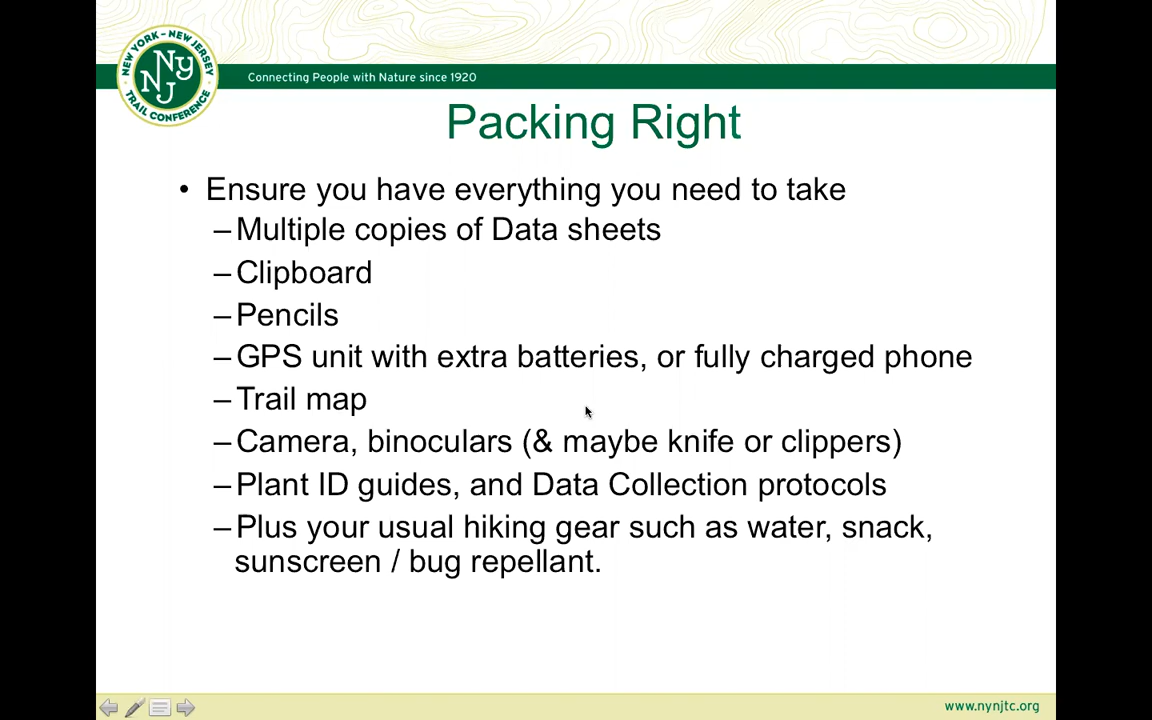 NEW YORK - NEW JERSEY
NY
NJ
TRAIL CONFERENCE
Connecting People with Nature since 1920
Packing Right
• Ensure you have everything you need to take
–Multiple copies of Data sheets
–Clipboard
–Pencils
–GPS unit with extra batteries, or fully charged phone
–Trail map
–Camera, binoculars (& maybe knife or clippers)
–Plant ID guides, and Data Collection protocols
–Plus your usual hiking gear such as water, snack,
sunscreen / bug repellant.
www.nynjtc.org